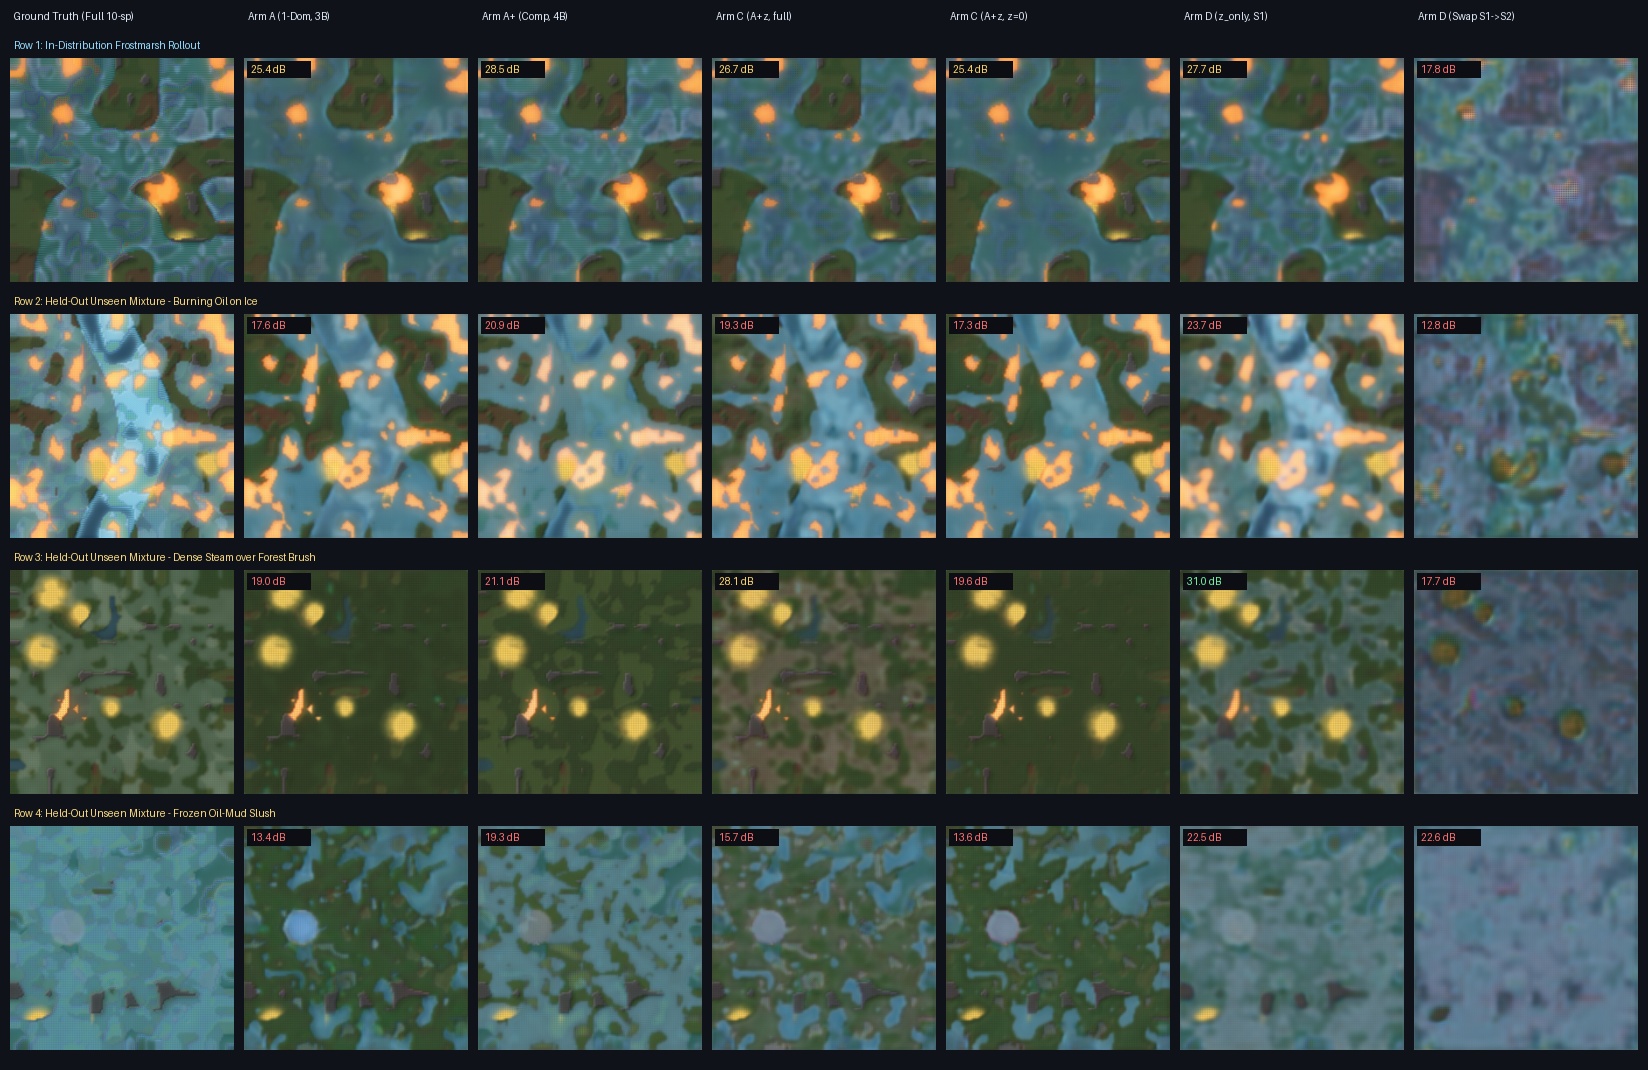 Ground Truth (Full 10-sp) Arm A (1-Dom, 3B) Arm A+ (Comp, 4B) Arm C (A+z, full) Arm C (A+z, z=0) Arm D (z_only, S1) Arm D (Swap S1->S2)
Row 1: In-Distribution Frostmarsh Rollout
25.4 dB 28.5 dB 26.7 dB 25.4 dB 27.7 dB 17.8 dB
Row 2: Held-Out Unseen Mixture - Burning Oil on Ice
17.6 dB 20.9 dB 19.3 dB 17.3 dB 23.7 dB 12.8 dB
Row 3: Held-Out Unseen Mixture - Dense Steam over Forest Brush
19.0 dB 21.1 dB 28.1 dB 19.6 dB 31.0 dB 17.7 dB
Row 4: Held-Out Unseen Mixture - Frozen Oil-Mud Slush
13.4 dB 19.3 dB 15.7 dB 13.6 dB 22.5 dB 22.6 dB